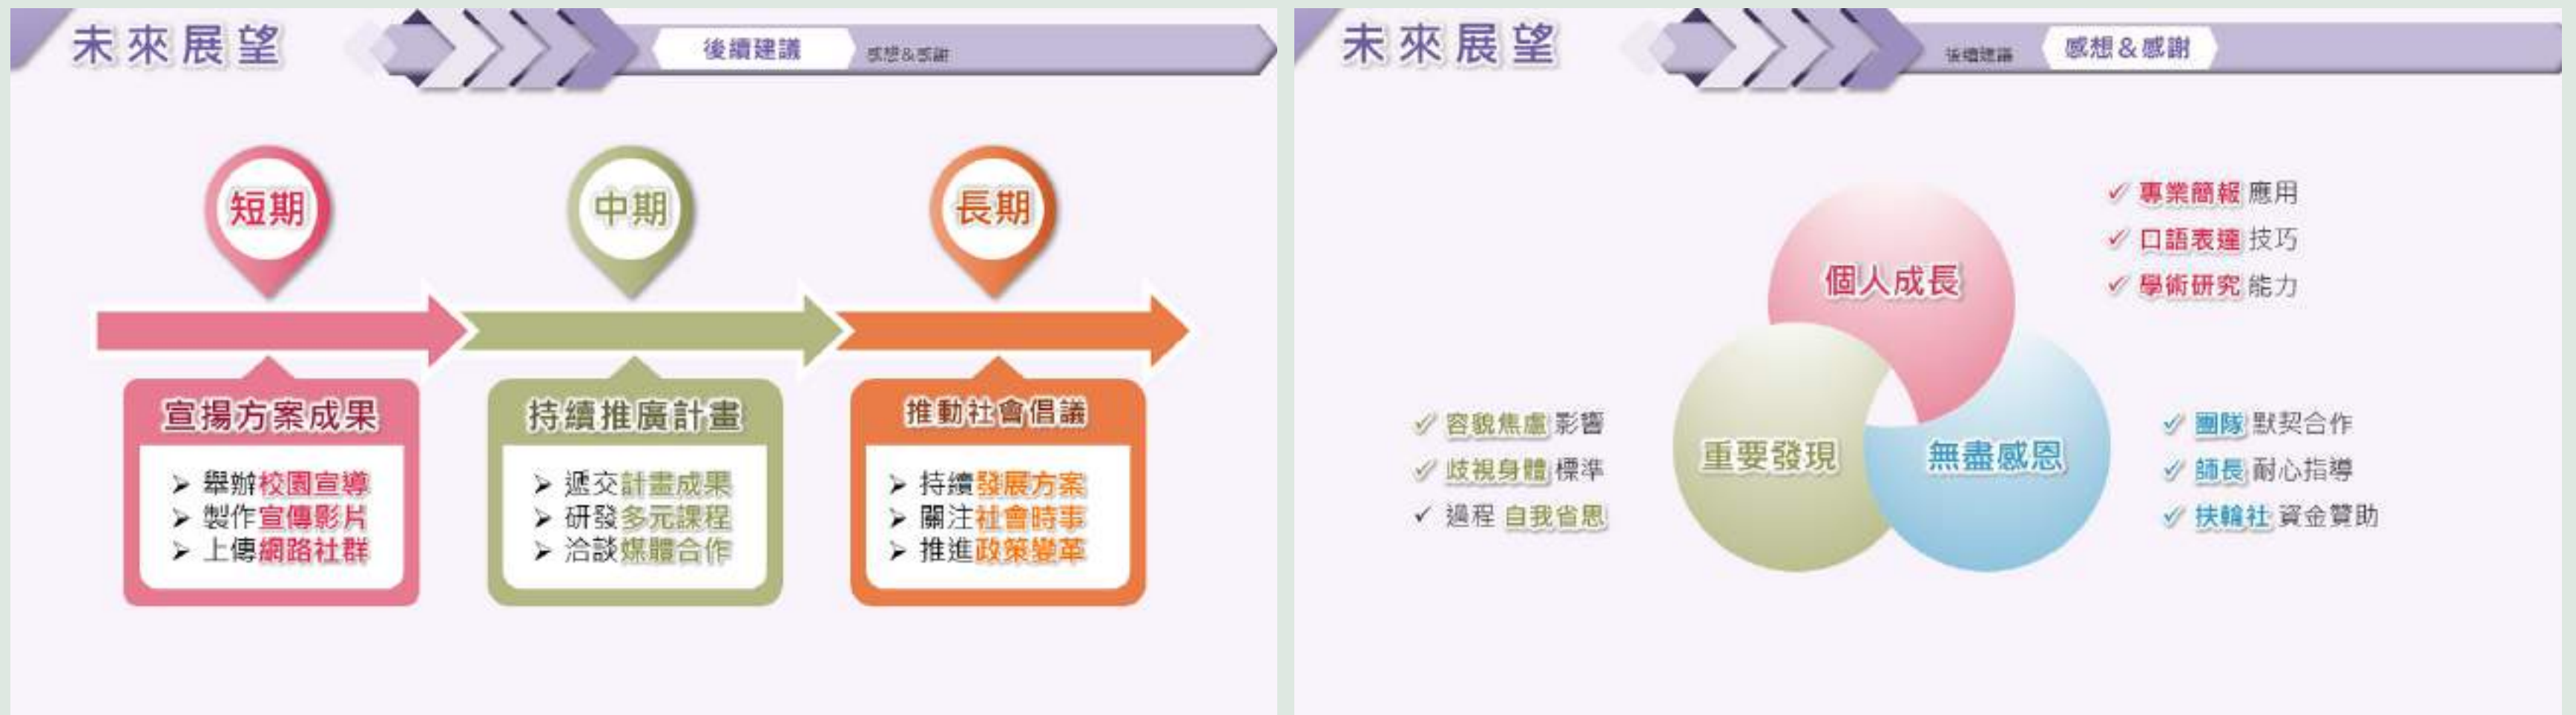 未來展望
後續建議
感想&感謝
短期
中期
長期
宣揚方案成果
舉辦校園宣導
製作宣傳影片
上傳網路社群
持續推廣計畫
遞交計畫成果
研發多元課程
洽談媒體合作
推動社會倡議
持續發展方案
關注社會時事
推進政策變革
未來展望
後續建議
感想&感謝
個人成長
專業簡報應用
口語表達技巧
學術研究能力
重要發現
容貌焦慮影響
歧視身體標準
過程自我省思
無盡感恩
團隊默契合作
師長耐心指導
扶輪社資金贊助